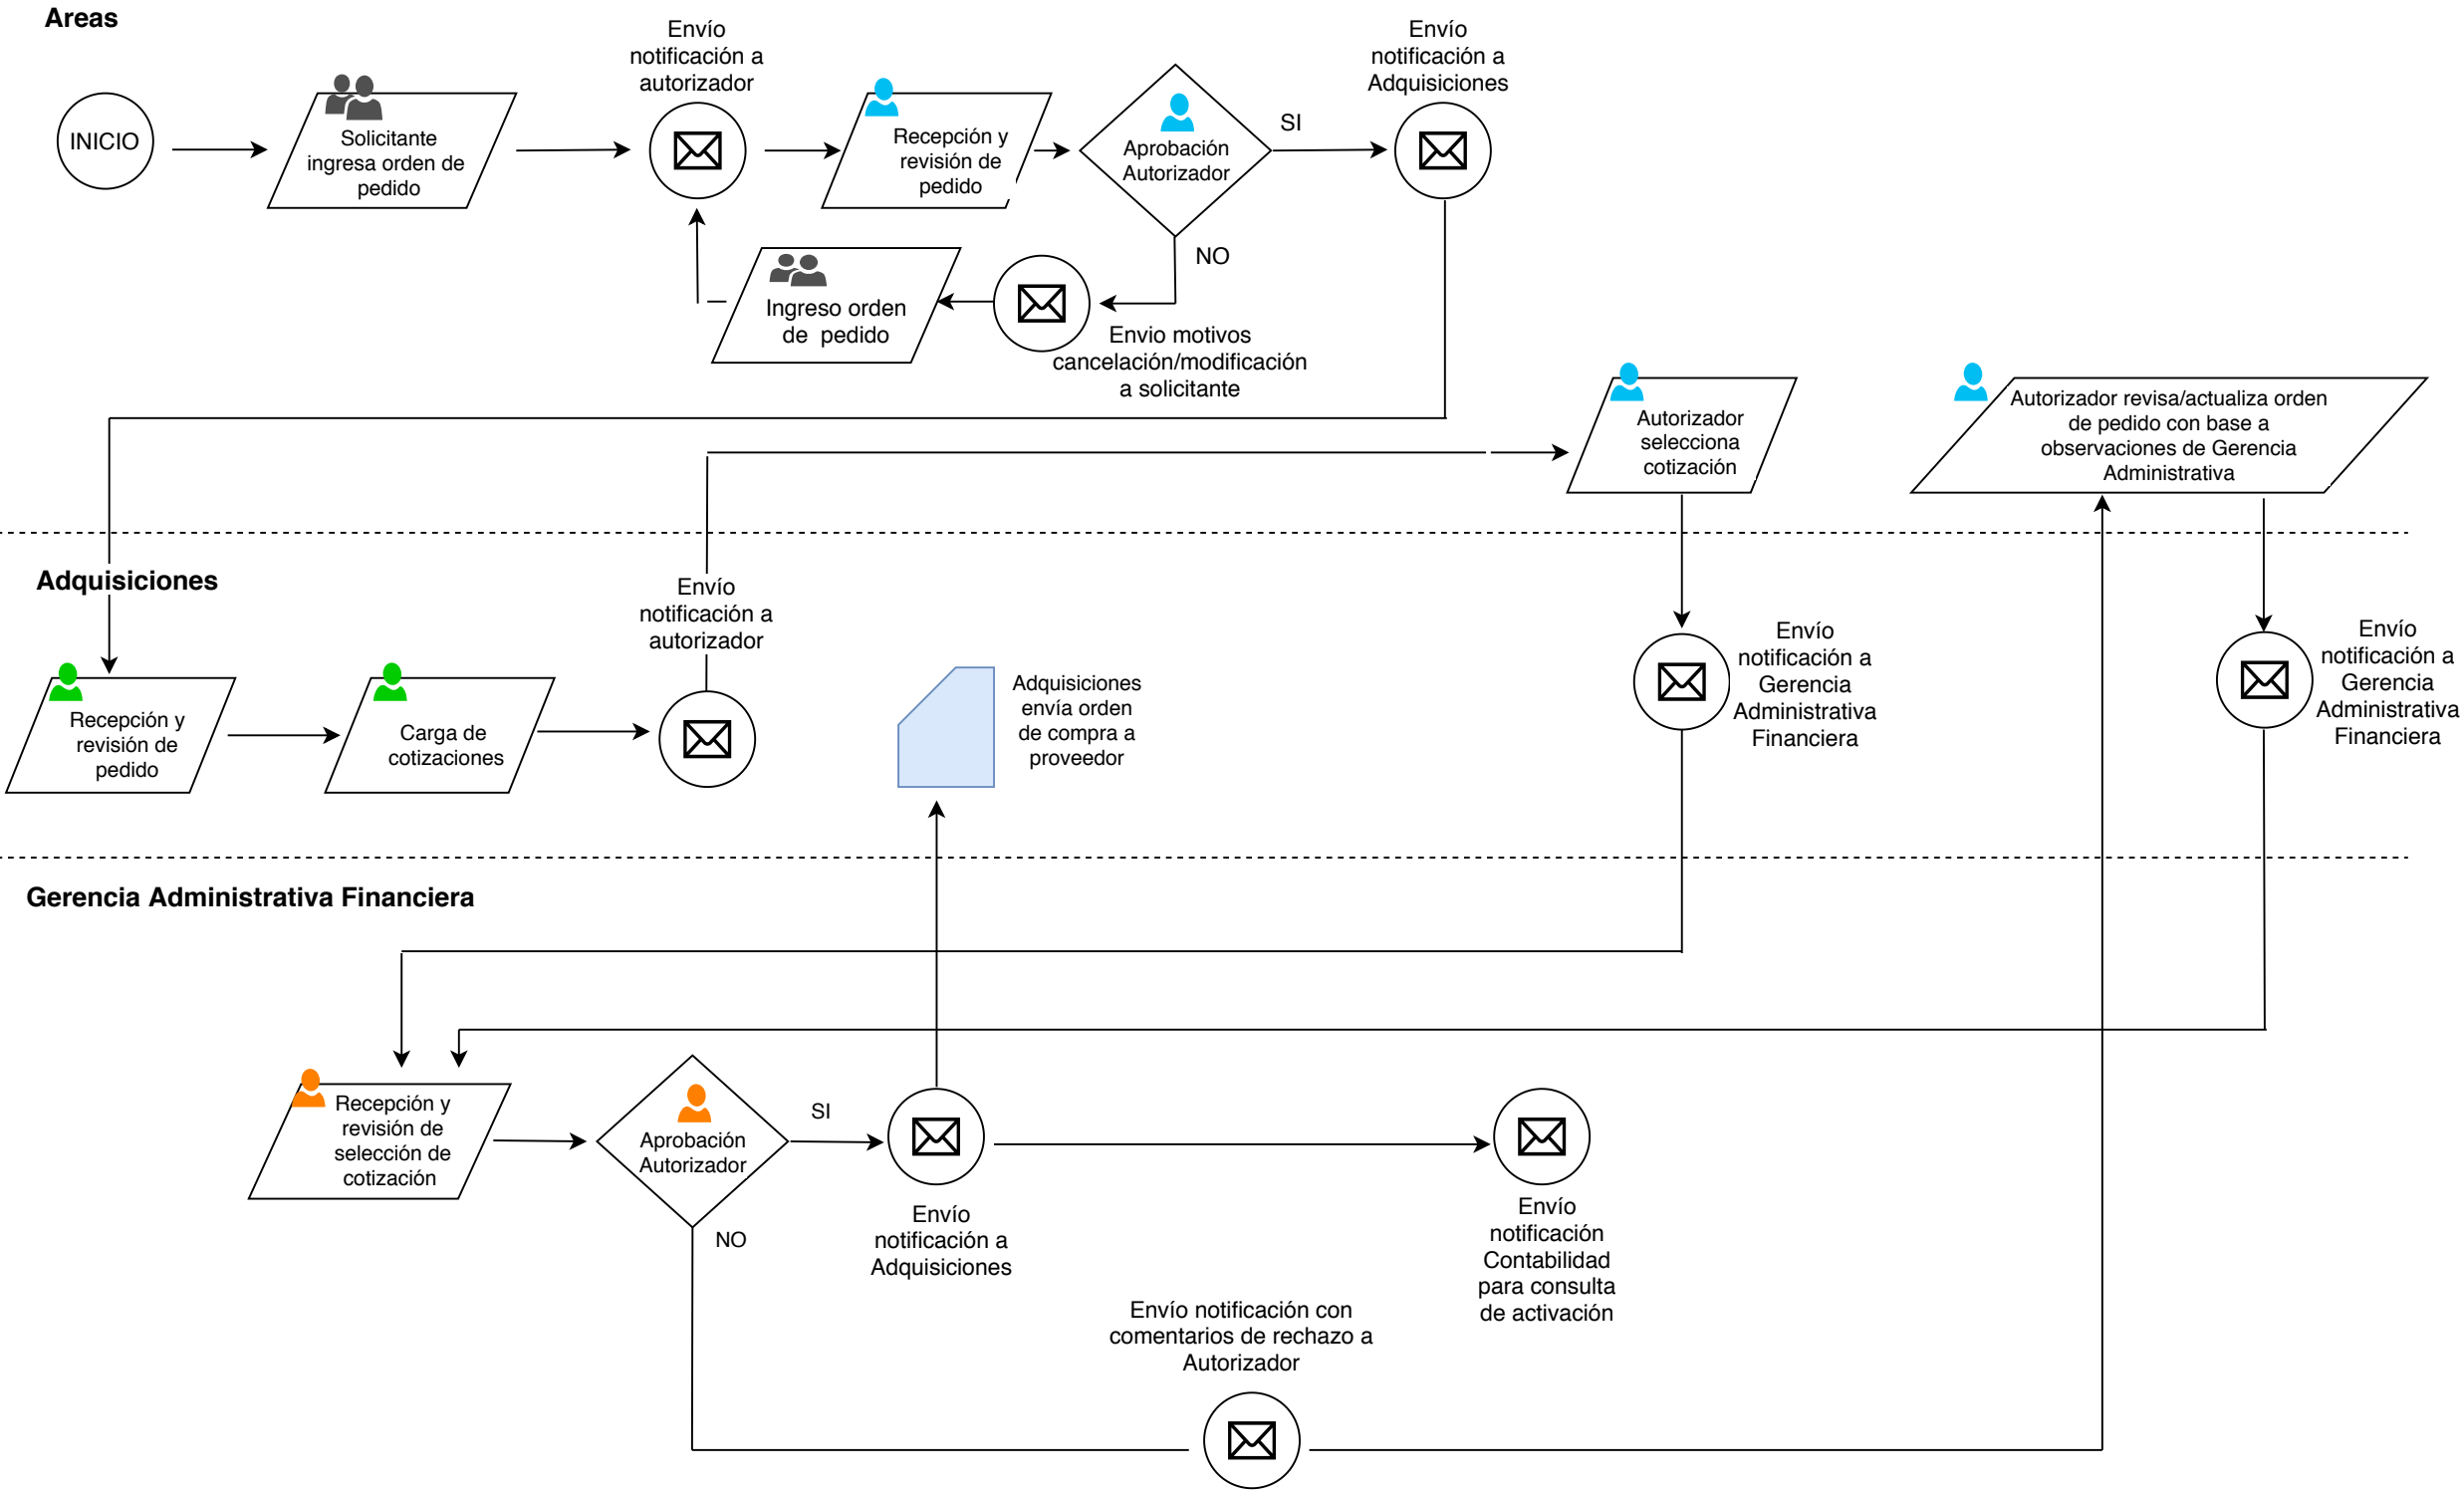 Areas
INICIO
Solicitante
ingresa orden de
pedido
Envío
notificación a
autorizador
Recepción y
revisión de
pedido
Aprobación
Autorizador
SI
NO
Envío
notificación a
Adquisiciones
Envio motivos
cancelación/modificación
a solicitante
Ingreso orden
de pedido
Autorizador
selecciona
cotización
Autorizador revisa/actualiza orden
de pedido con base a
observaciones de Gerencia
Administrativa
Adquisiciones
Recepción y
revisión de
pedido
Carga de
cotizaciones
Envío
notificación a
autorizador
Adquisiciones
envía orden
de compra a
proveedor
Envío
notificación a
Gerencia
Administrativa
Financiera
Envío
notificación a
Gerencia
Administrativa
Financiera
Gerencia Administrativa Financiera
Recepción y
revisión de
selección de
cotización
Aprobación
Autorizador
SI
NO
Envío
notificación a
Adquisiciones
Envío
notificación
Contabilidad
para consulta
de activación
Envío notificación con
comentarios de rechazo a
Autorizador